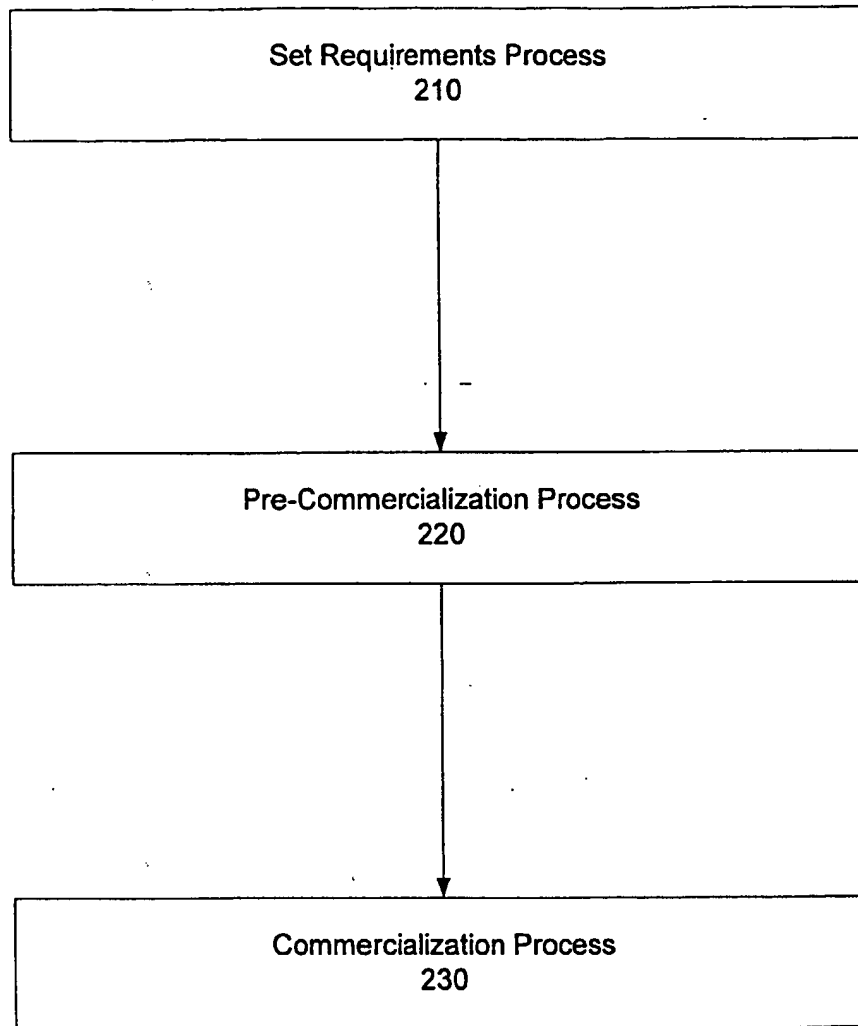 Set Requirements Process
210
Pre-Commercialization Process
220
Commercialization Process
230